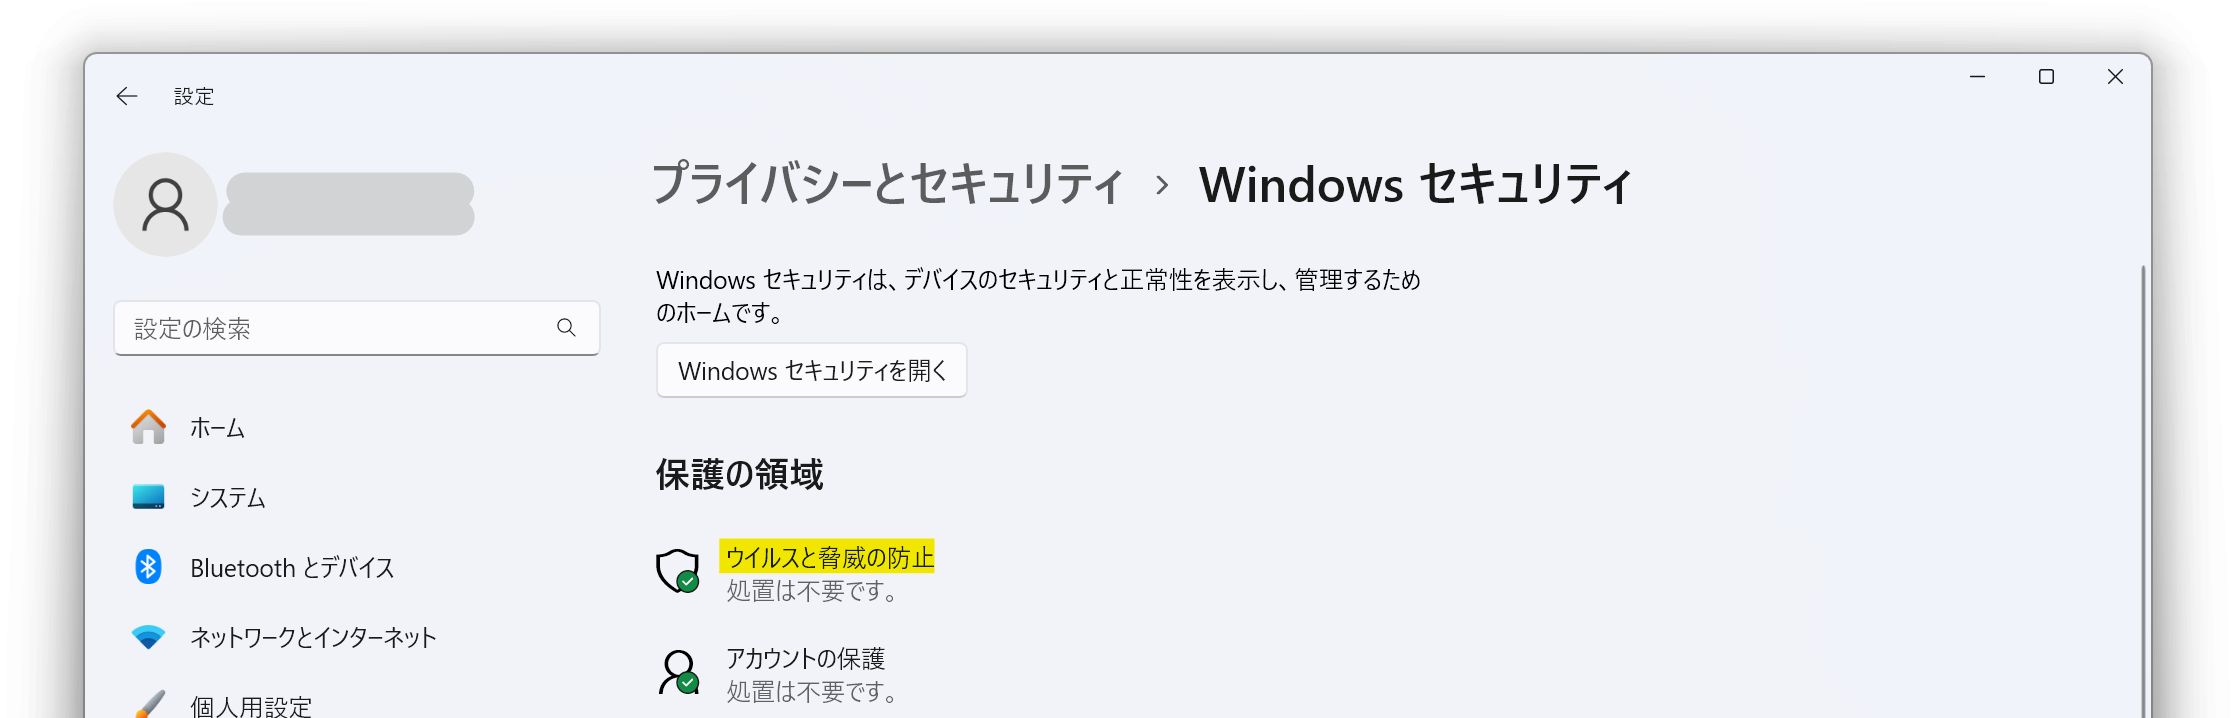 設定
プライバシーとセキュリティ › Windows セキュリティ
Windows セキュリティは、デバイスのセキュリティと正常性を表示し、管理するため
のホームです。
設定の検索
Windows セキュリティを開く
ホーム
システム
Bluetooth とデバイス
ネットワークとインターネット
個人用設定
保護の領域
ウイルスと脅威の防止
処置は不要です。
アカウントの保護
処置は不要です。